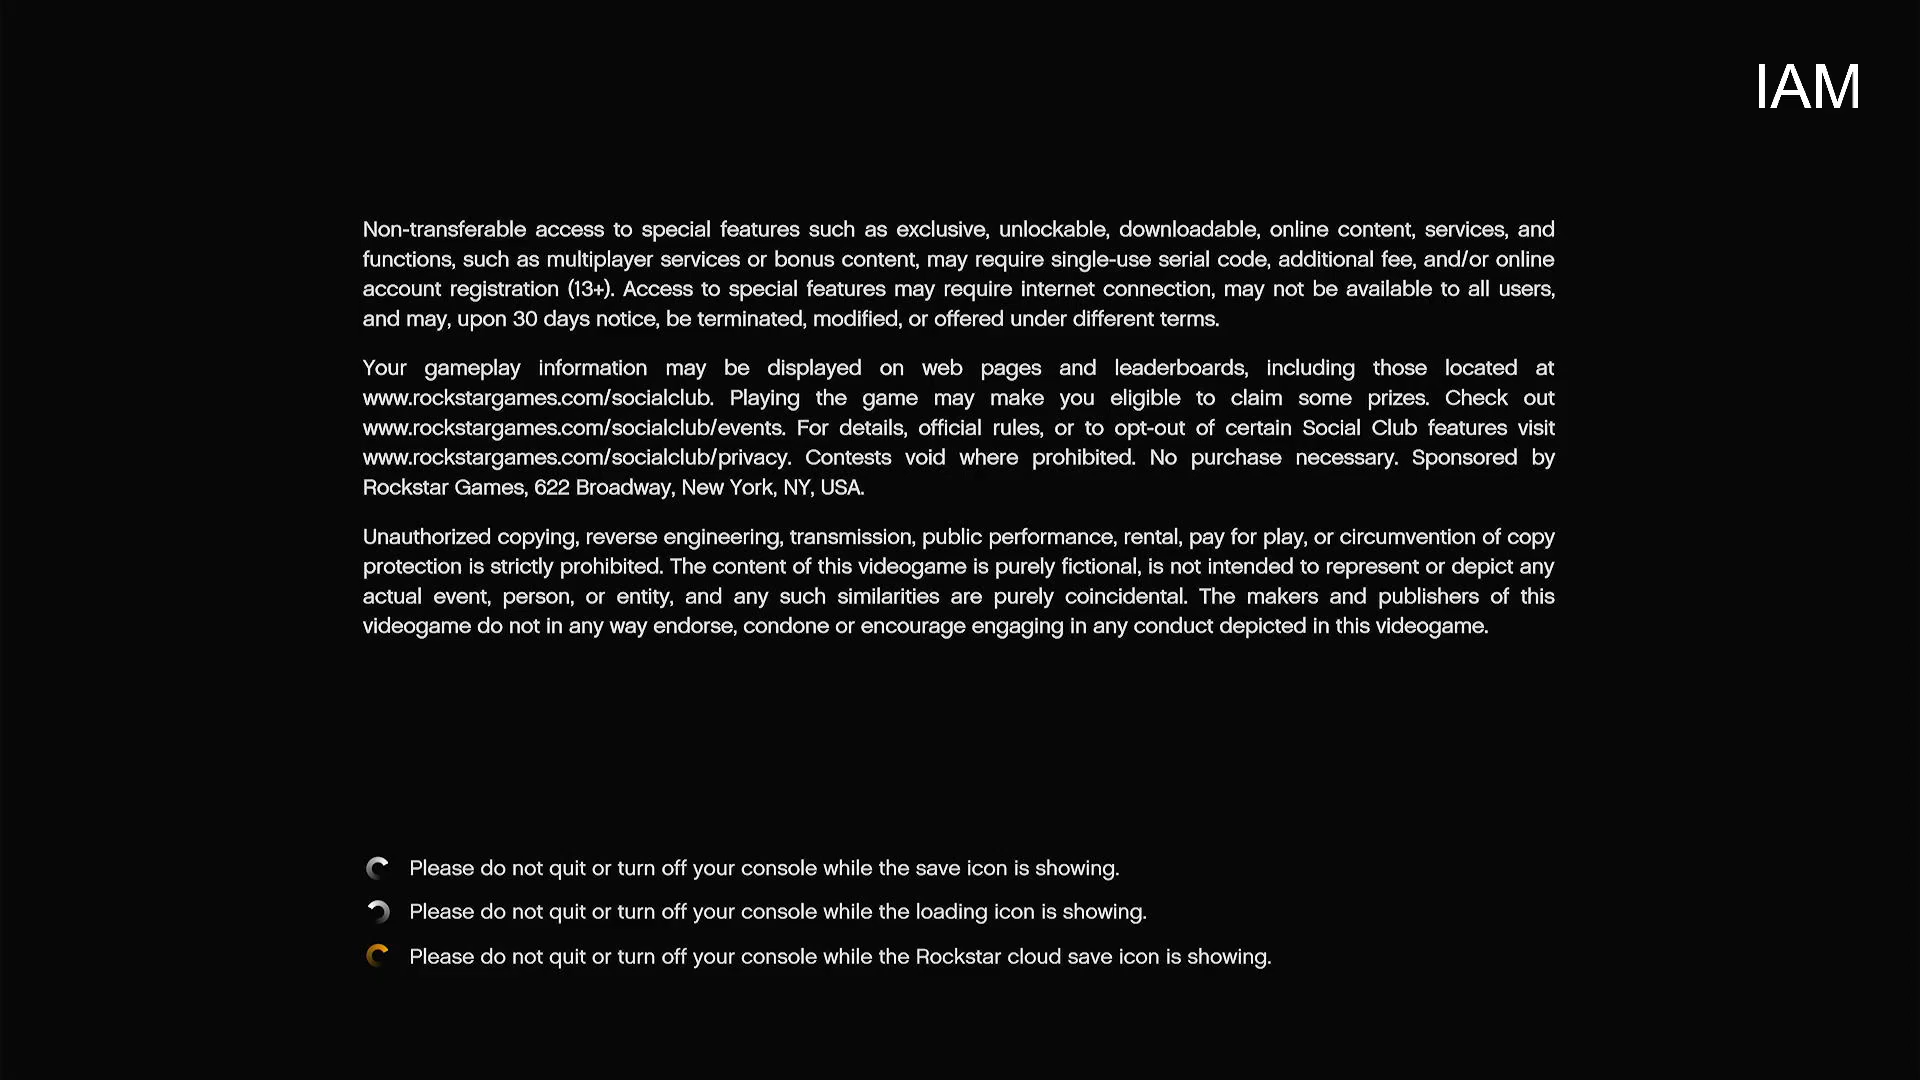 IAM
Non-transferable access to special features such as exclusive, unlockable, downloadable, online content, services, and
functions, such as multiplayer services or bonus content, may require single-use serial code, additional fee, and/or online
account registration (13+). Access to special features may require internet connection, may not be available to all users,
and may, upon 30 days notice, be terminated, modified, or offered under different terms.
Your gameplay information may be displayed on web pages and leaderboards, including those located at
www.rockstargames.com/socialclub. Playing the game may make you eligible to claim some prizes. Check out
www.rockstargames.com/socialclub/events. For details, official rules, or to opt-out of certain Social Club features visit
www.rockstargames.com/socialclub/privacy. Contests void where prohibited. No purchase necessary. Sponsored by
Rockstar Games, 622 Broadway, New York, NY, USA.
Unauthorized copying, reverse engineering, transmission, public performance, rental, pay for play, or circumvention of copy
protection is strictly prohibited. The content of this videogame is purely fictional, is not intended to represent or depict any
actual event, person, or entity, and any such similarities are purely coincidental. The makers and publishers of this
videogame do not in any way endorse, condone or encourage engaging in any conduct depicted in this videogame.
Please do not quit or turn off your console while the save icon is showing.
Please do not quit or turn off your console while the loading icon is showing.
Please do not quit or turn off your console while the Rockstar cloud save icon is showing.